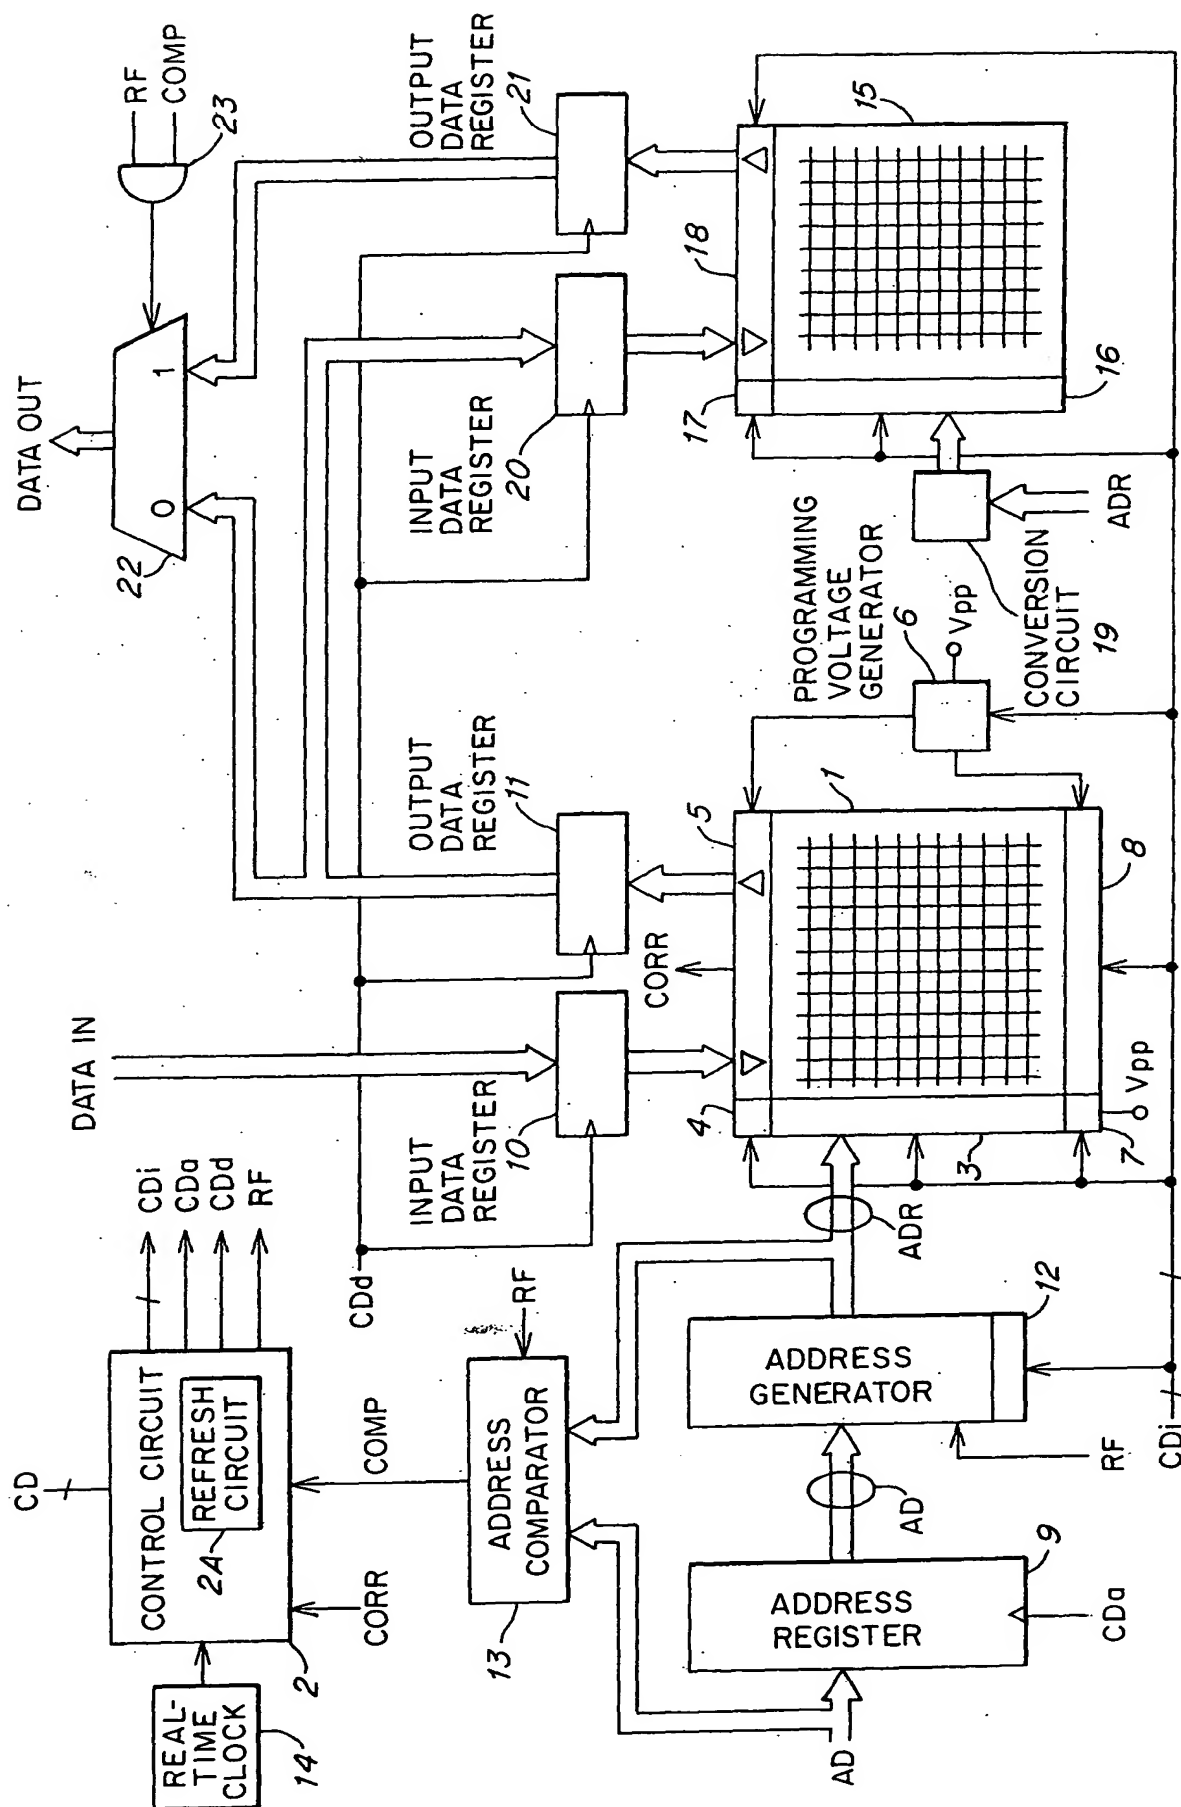 DATA OUT
RF
COMP
23
22
0
1
OUTPUT
DATA
REGISTER
21
INPUT
DATA
REGISTER
20
OUTPUT
DATA
REGISTER
11
INPUT
DATA
REGISTER
10
DATA IN
CDd
CD
CONTROL CIRCUIT
REFRESH
CIRCUIT
24
CDi
CDa
CDd
RF
REAL-
TIME
CLOCK
14
2
CORR
COMP
ADDRESS
COMPARATOR
13
RF
CORR
15
18
17
16
CONVERSION
CIRCUIT
19
ADR
PROGRAMMING
VOLTAGE
GENERATOR
6
Vpp
1
5
4
3
8
7
Vpp
ADR
ADDRESS
GENERATOR
12
RF
CDi
AD
ADDRESS
REGISTER
9
CDa
AD